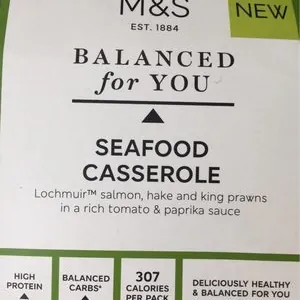 M&S
EST. 1884
NEW
BALANCED
for YOU
SEAFOOD
CASSEROLE
Lochmuir™ salmon, hake and king prawns
in a rich tomato & paprika sauce
HIGH
PROTEIN
BALANCED
CARBS*
307
CALORIES
PER PACK
DELICIOUSLY HEALTHY
& BALANCED FOR YOU